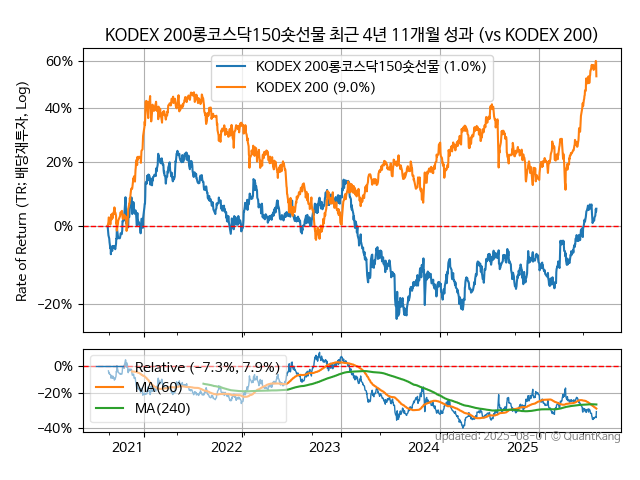 KODEX 200롱코스닥150숏선물 최근 4년 11개월 성과 (vs KODEX 200)
Rate of Return (TR: 배당재투자, Log)
60%
40%
20%
0%
−20%
KODEX 200롱코스닥150숏선물 (1.0%)
KODEX 200 (9.0%)
0%
−20%
−40%
Relative (−7.3%, 7.9%)
MA(60)
MA(240)
2021
2022
2023
2024
2025
updated: 2025-08-01 © QuantKang